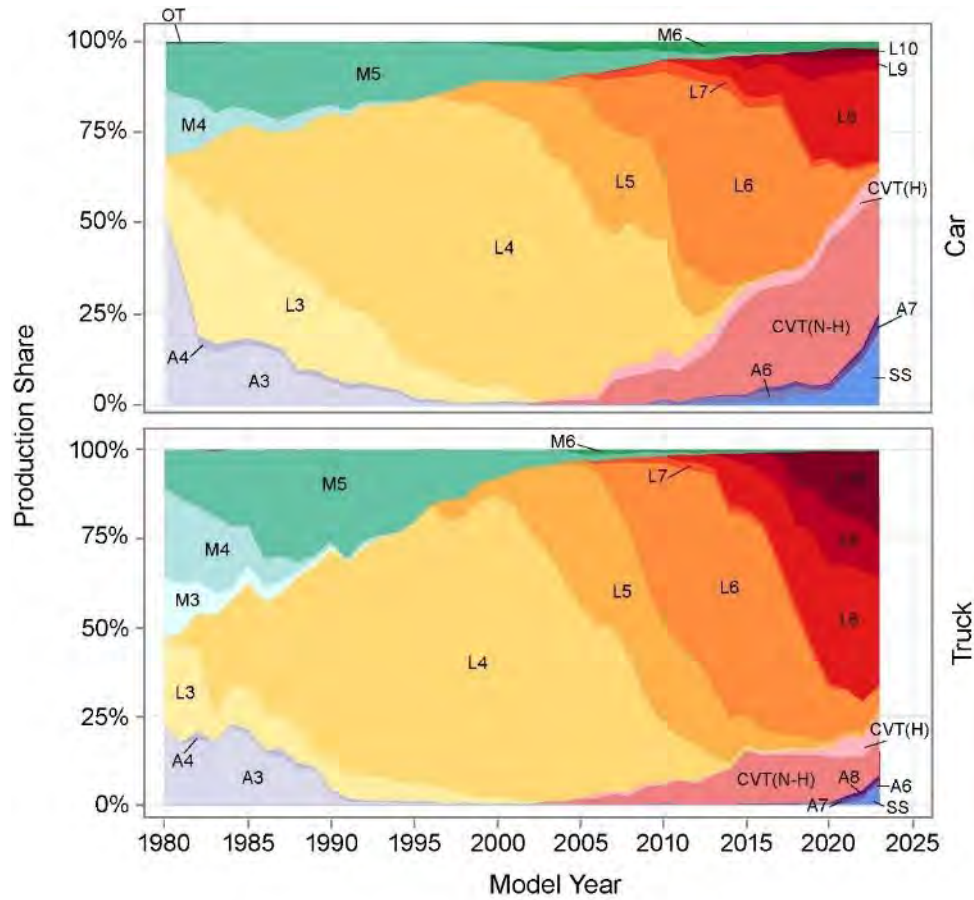 OT
100%
M6
L10
M5
L9
L7
M4
75%
L8
CVT(H)
L5
L6
50%
L4
L3
A7
25%
CVT(N-H)
A4
A6
A3
SS
0%
Car
Production Share
M6
100%
L7
M5
75%
M4
M3
L5
L6
L8
50%
L4
L3
25%
CVT(H)
A4
A3
CVT(N-H)
A8
A6
0%
A7
SS
Truck
1980 1985 1990 1995 2000 2005 2010 2015 2020 2025
Model Year